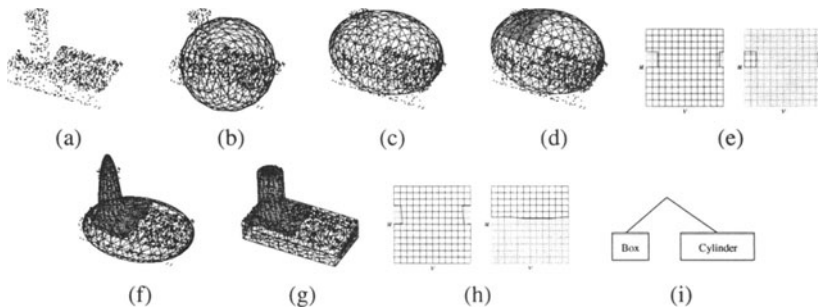 (a)
(b)
(c)
(d)
u
v
u
v
(e)
(f)
(g)
u
v
u
v
(h)
Box
Cylinder
(i)